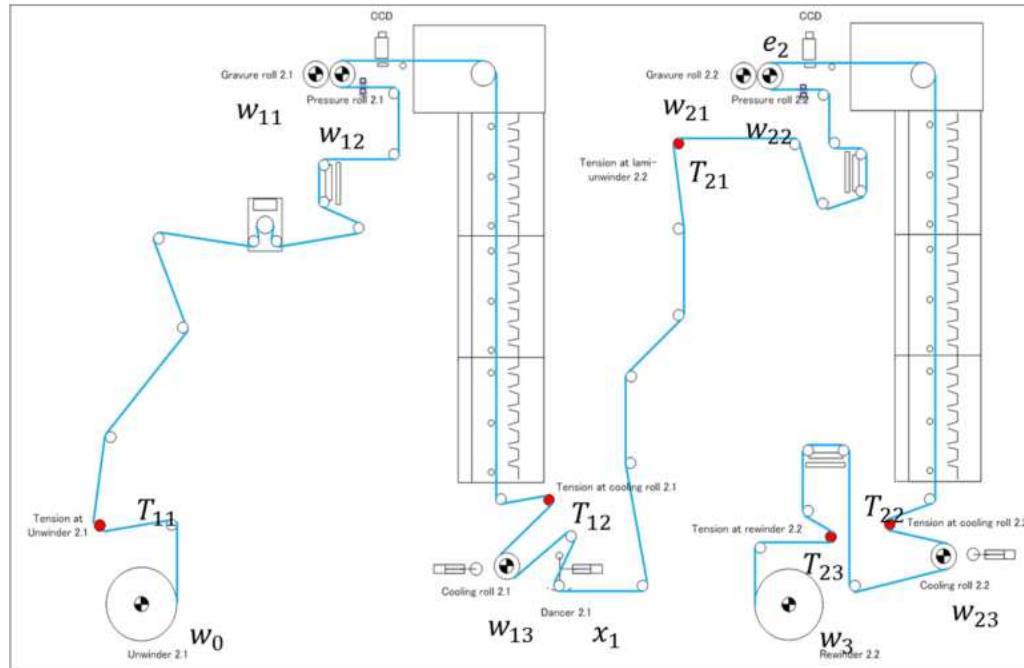 CCD
Gravure roll 2.1
Pressure roll 2.1
w₁₁
w₁₂
Tension at
Unwinder 2.1
T₁₁
Unwinder 2.1
w₀
Tension at cooling roll 2.1
T₁₂
Cooling roll 2.1
w₁₃
Dancer 2.1
x₁
CCD
e₂
Gravure roll 2.2
Pressure roll 2.2
w₂₁
w₂₂
Tension at lami-
unwinder 2.2
T₂₁
T₂₂
Tension at rewinder 2.2
Tension at cooling roll 2.
T₂₃
Cooling roll 2.2
w₂₃
w₃
Rewinder 2.2